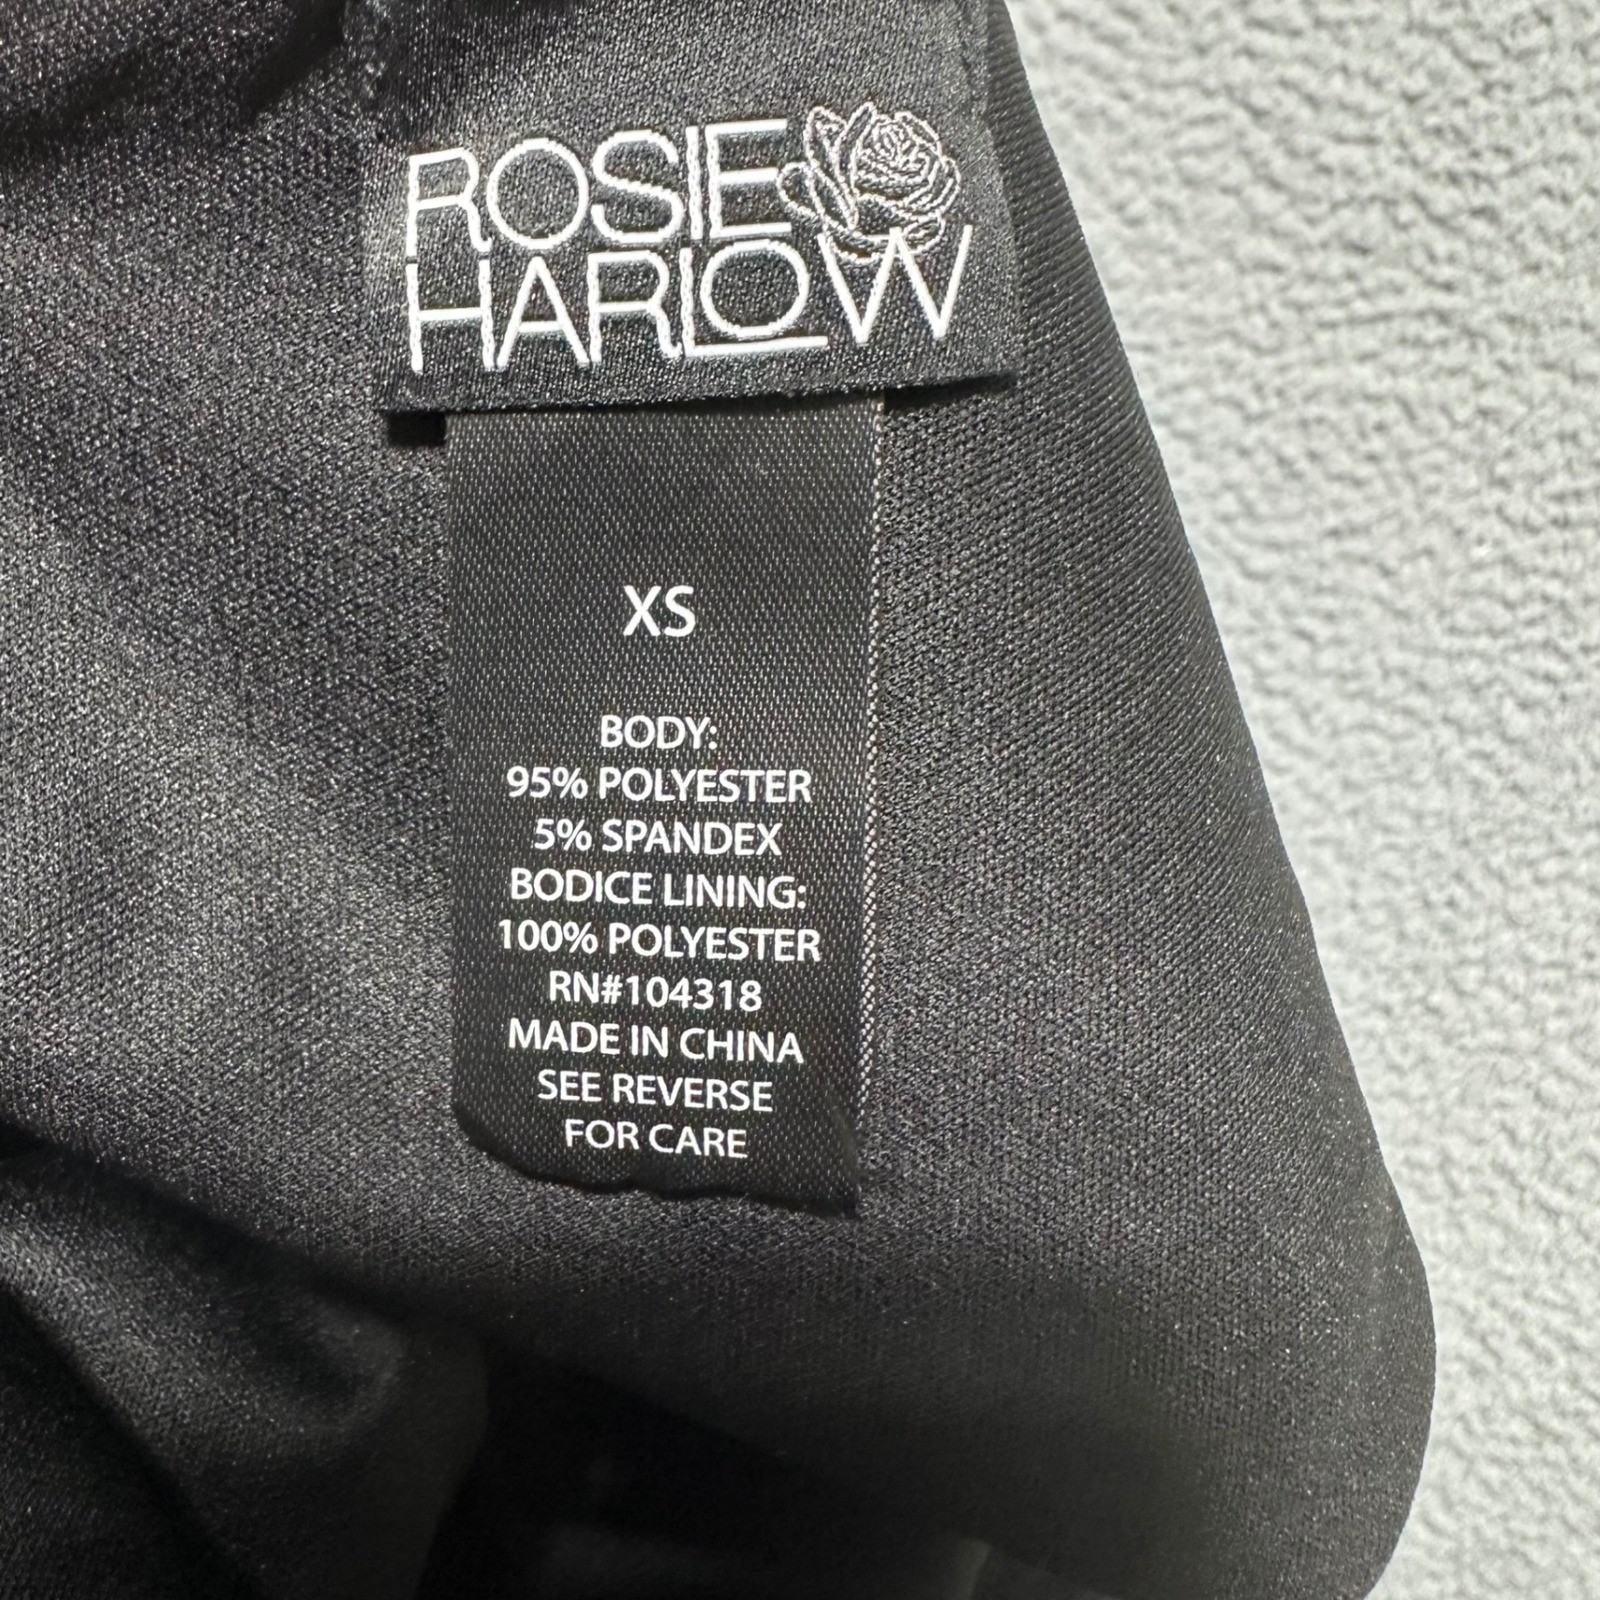 ROSIE
HARLOW
XS
BODY:
95% POLYESTER
5% SPANDEX
BODICE LINING:
100% POLYESTER
RN#104318
MADE IN CHINA
SEE REVERSE
FOR CARE